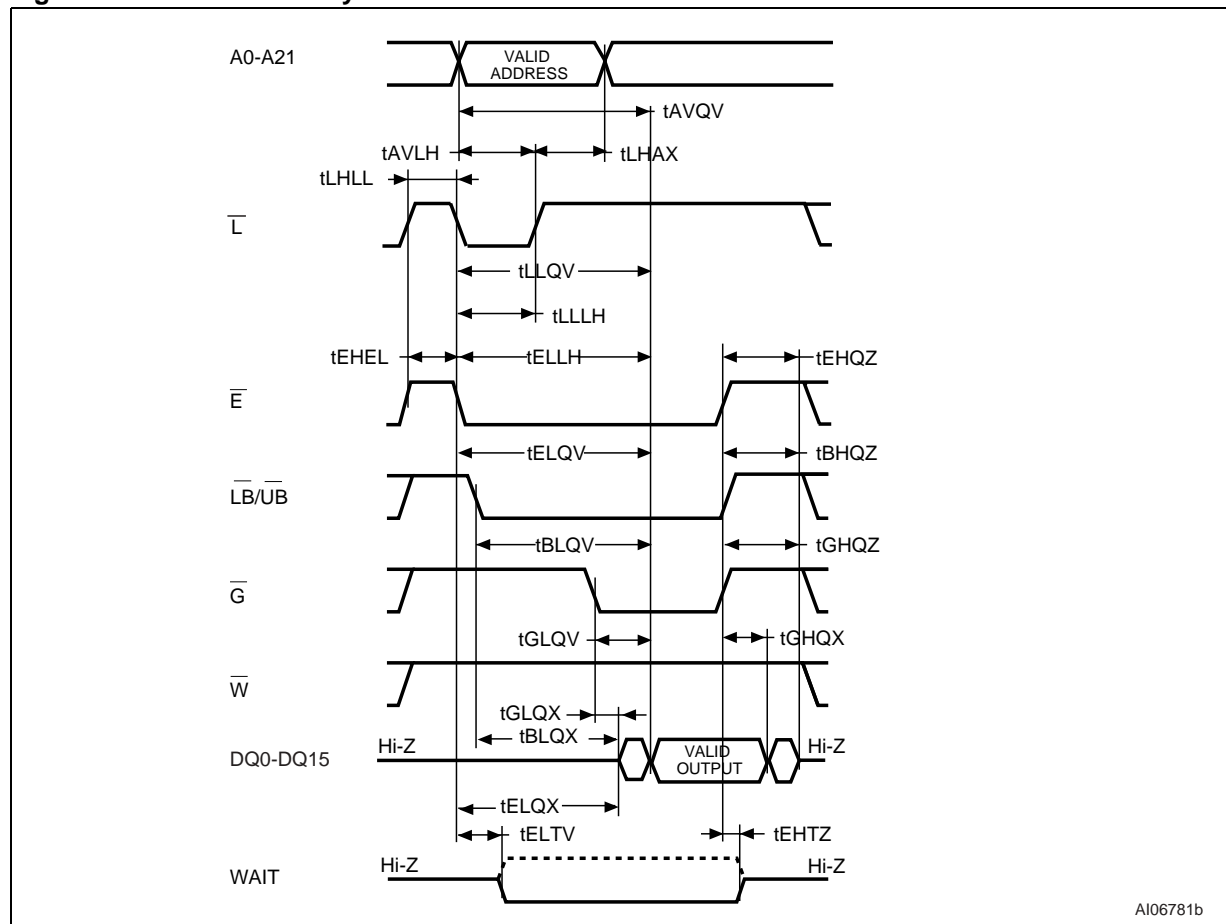 A0-A21
VALID
ADDRESS
tAVQV
tAVLH
tLHAX
tLHLL
L
tLLQV
tLLLH
tEHEL
tELLH
tEHQZ
E
tELQV
tBHQZ
LB/UB
tBLQV
tGHQZ
G
tGLQV
tGHQX
W
tGLQX
tBLQX
DQ0-DQ15
Hi-Z
VALID
OUTPUT
Hi-Z
tELQX
tELTV
tEHTZ
WAIT
Hi-Z
Hi-Z
AI06781b